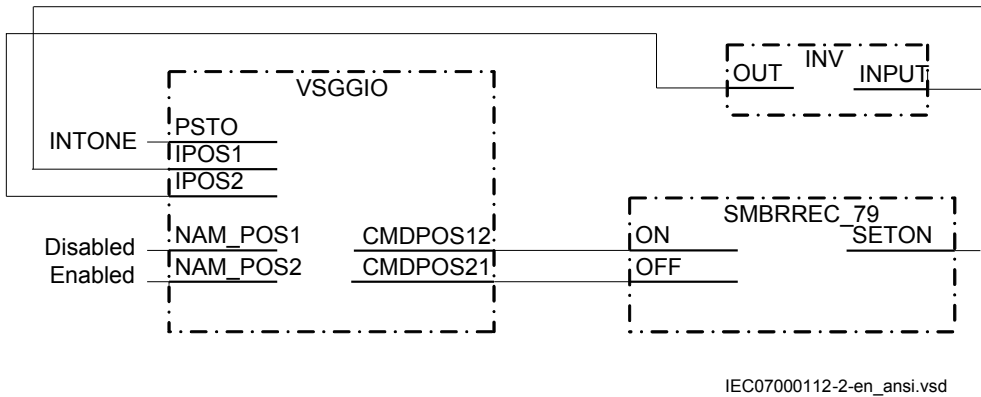 INV
OUT INPUT
VSGGIO
INTONE PSTO
IPOS1
IPOS2
SMBRREC_79
Disabled NAM_POS1 CMDPOS12 ON SETON
Enabled NAM_POS2 CMDPOS21 OFF
IEC07000112-2-en_ansi.vsd